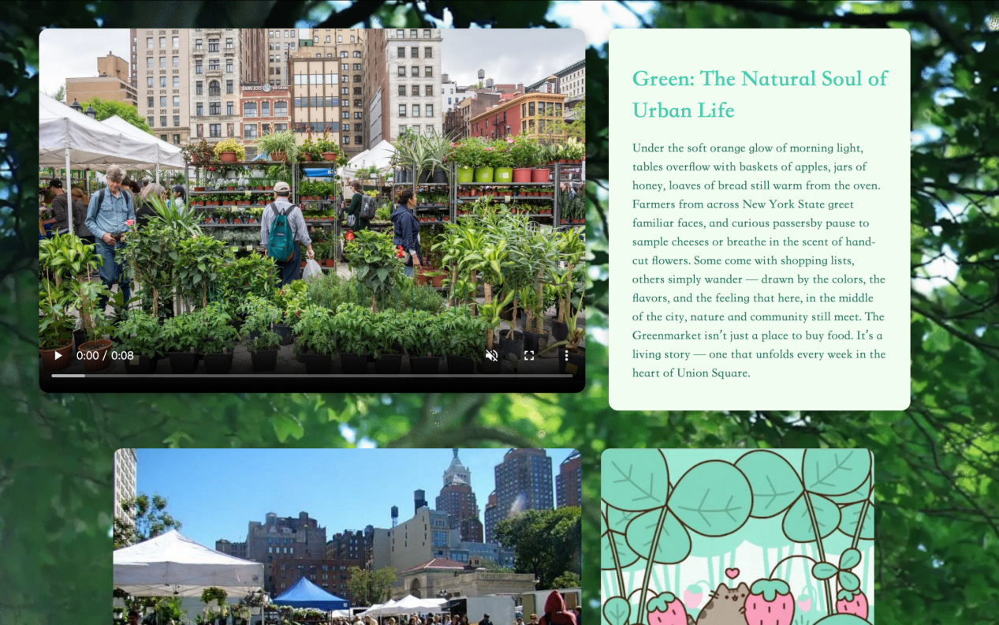 Green: The Natural Soul of
Urban Life
Under the soft orange glow of morning light,
tables overflow with baskets of apples, jars of
honey, loaves of bread still warm from the oven.
Farmers from across New York State greet
familiar faces, and curious passersby pause to
sample cheeses or breathe in the scent of hand-
cut flowers. Some come with shopping lists,
others simply wander — drawn by the colors, the
flavors, and the feeling that here, in the middle
of the city, nature and community still meet. The
Greenmarket isn’t just a place to buy food. It’s a
living story — one that unfolds every week in the
heart of Union Square.
0:00 / 0:08